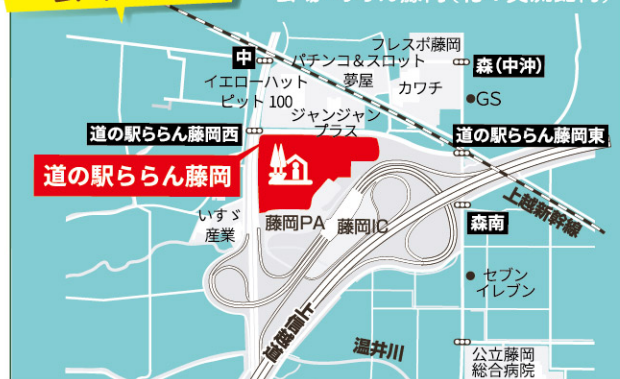 中
フレスポ藤岡
パチンコ&スロット
夢屋
森(中沖)
イエローハット
ピット100
カワチ
GS
ジャンジャン
プラス
道の駅ららん藤岡西
道の駅ららん藤岡東
道の駅ららん藤岡
上越新幹線
いすゞ
産業
藤岡PA
藤岡IC
森南
セブン
イレブン
上信越道
温井川
公立藤岡
総合病院